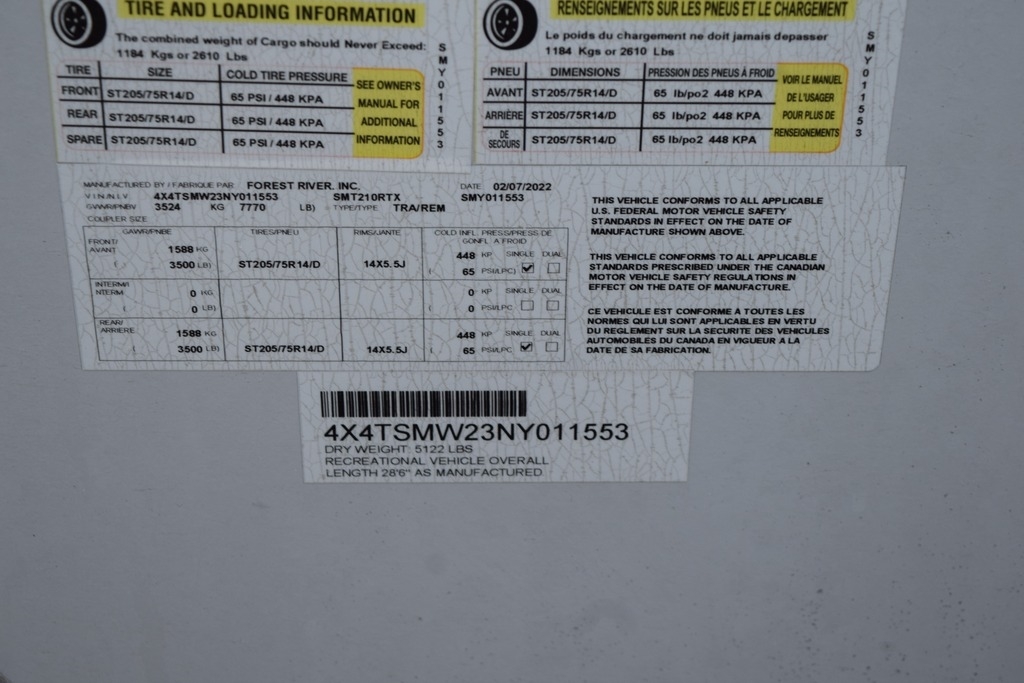 TIRE AND LOADING INFORMATION
The combined weight of Cargo should Never Exceed:
1184 Kgs or 2610 Lbs
TIRE SIZE COLD TIRE PRESSURE
FRONT ST205/75R14/D 65 PSI / 448 KPA
REAR ST205/75R14/D 65 PSI / 448 KPA
SPARE ST205/75R14/D 65 PSI / 448 KPA
SEE OWNER'S
MANUAL FOR
ADDITIONAL
INFORMATION
SMY011553
RENSEIGNEMENTS SUR LES PNEUS ET LE CHARGEMENT
Le poids du chargement ne doit jamais depasser
1184 Kgs or 2610 Lbs
PNEU DIMENSIONS PRESSION DES PNEUS À FROID
AVANT ST205/75R14/D 65 lb/po2 448 KPA
ARRIÈRE ST205/75R14/D 65 lb/po2 448 KPA
DE
SECOURS ST205/75R14/D 65 lb/po2 448 KPA
VOIR LE MANUEL
DE L'USAGER
POUR PLUS DE
RENSEIGNEMENTS
SMY011553
MANUFACTURED BY / FABRIQUE PAR FOREST RIVER, INC. DATE 02/07/2022
V.I.N./N.I.V. 4X4TSMW23NY011553 SMT210RTX SMY011553
GVWR/PNBV 3524 KG 7770 LB) TYPE/TYPE TRA/REM
COUPLER SIZE
GAWR/PNBE TIRES/PNEU RIMS/JANTE COLD INFL. PRESS/PRESS DE
GONFL. A FROID
FRONT/
AVANT 1588 KG 448 KP SINGLE DUAL
( 3500 LB) ST205/75R14/D 14X5.5J ( 65 PSI/LPC)
INTERM/
INTERM 0 KG 0 KP SINGLE DUAL
( 0 LB) ( 0 PSI/LPC
REAR/
ARRIERE 1588 KG 448 KP SINGLE DUAL
( 3500 LB) ST205/75R14/D 14X5.5J ( 65 PSI/LPC
THIS VEHICLE CONFORMS TO ALL APPLICABLE
U.S. FEDERAL MOTOR VEHICLE SAFETY
STANDARDS IN EFFECT ON THE DATE OF
MANUFACTURE SHOWN ABOVE.
THIS VEHICLE CONFORMS TO ALL APPLICABLE
STANDARDS PRESCRIBED UNDER THE CANADIAN
MOTOR VEHICLE SAFETY REGULATIONS IN
EFFECT ON THE DATE OF MANUFACTURE.
CE VEHICULE EST CONFORME À TOUTES LES
NORMES QUI LUI SONT APPLICABLES EN VERTU
DU REGLEMENT SUR LA SECURITE DES VEHICULES
AUTOMOBILES DU CANADA EN VIGUEUR A LA
DATE DE SA FABRICATION.
4X4TSMW23NY011553
DRY WEIGHT: 5122 LBS
RECREATIONAL VEHICLE OVERALL
LENGTH 28'6" AS MANUFACTURED